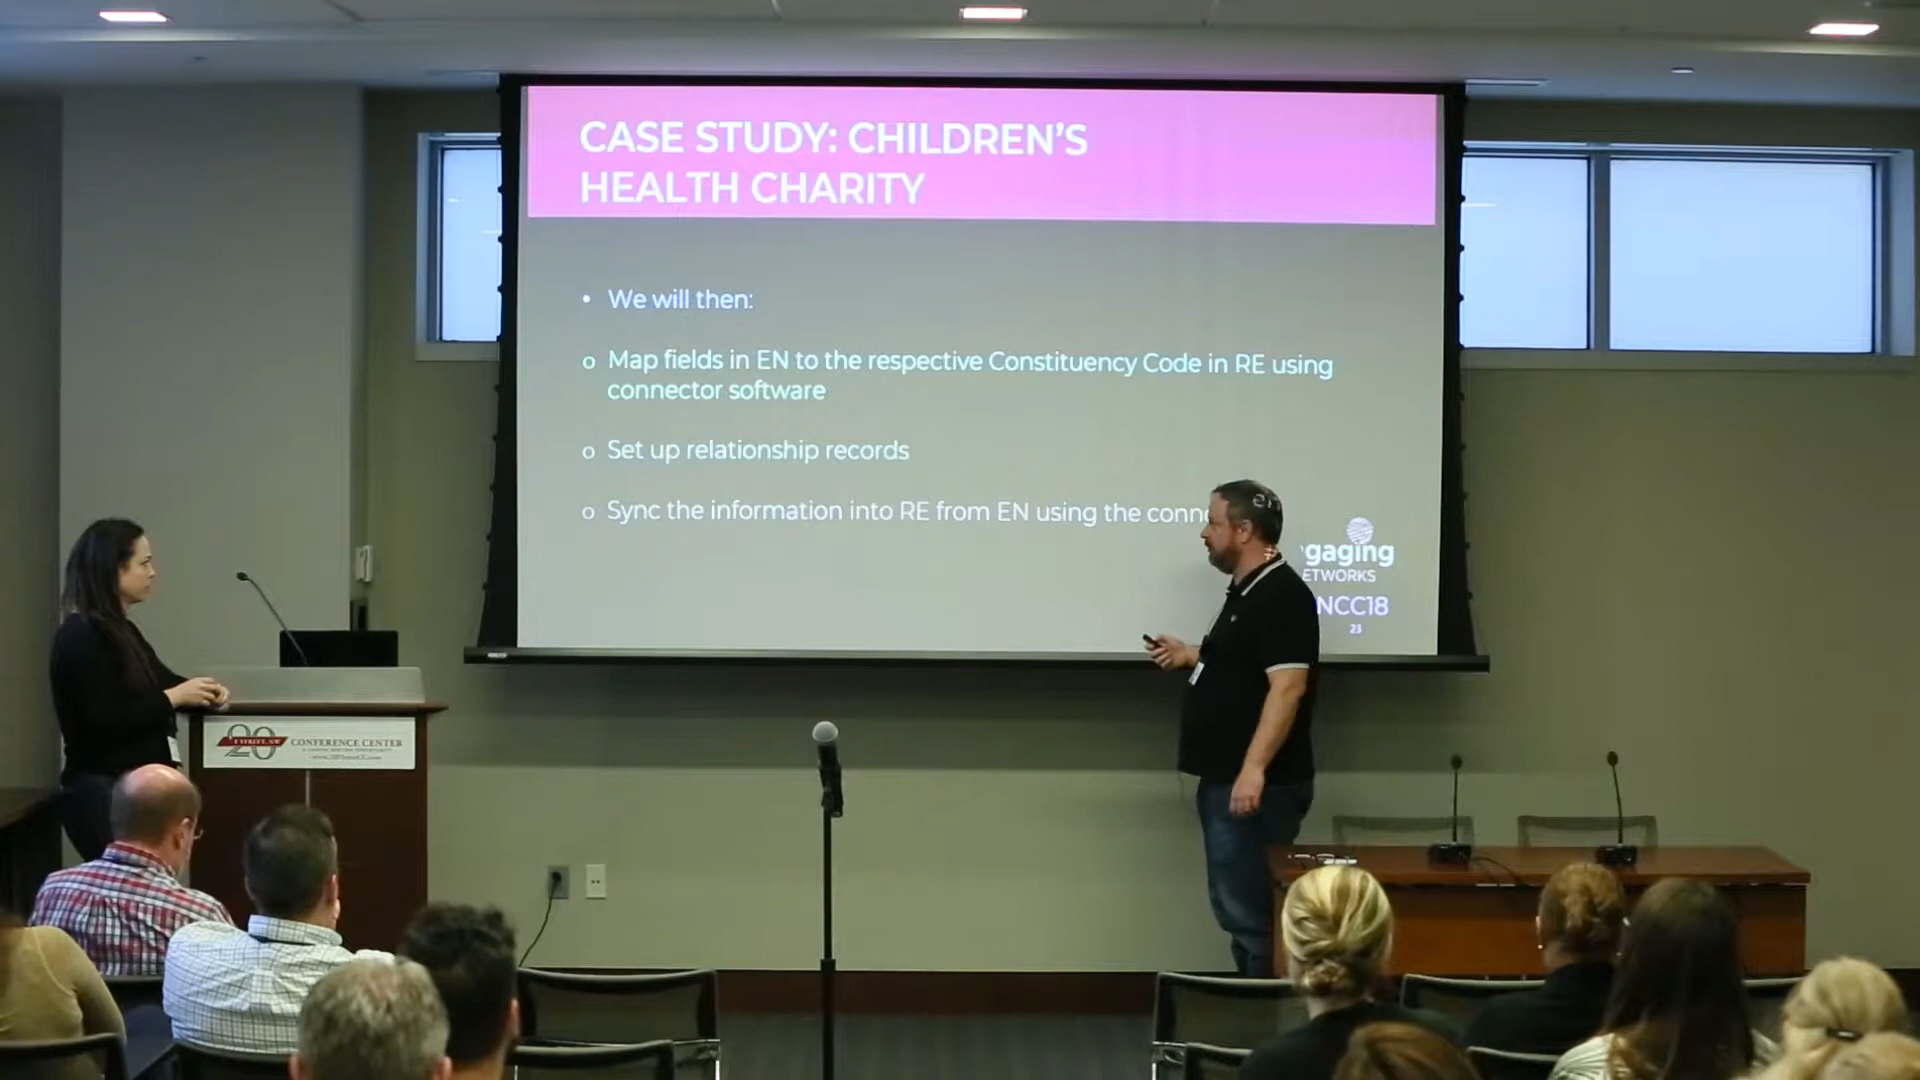 CASE STUDY: CHILDREN'S
HEALTH CHARITY
• We will then:
o Map fields in EN to the respective Constituency Code in RE using
connector software
o Set up relationship records
o Sync the information into RE from EN using the
gaging
ETWORKS
NCC18
23
20
CONFERENCE CENTER